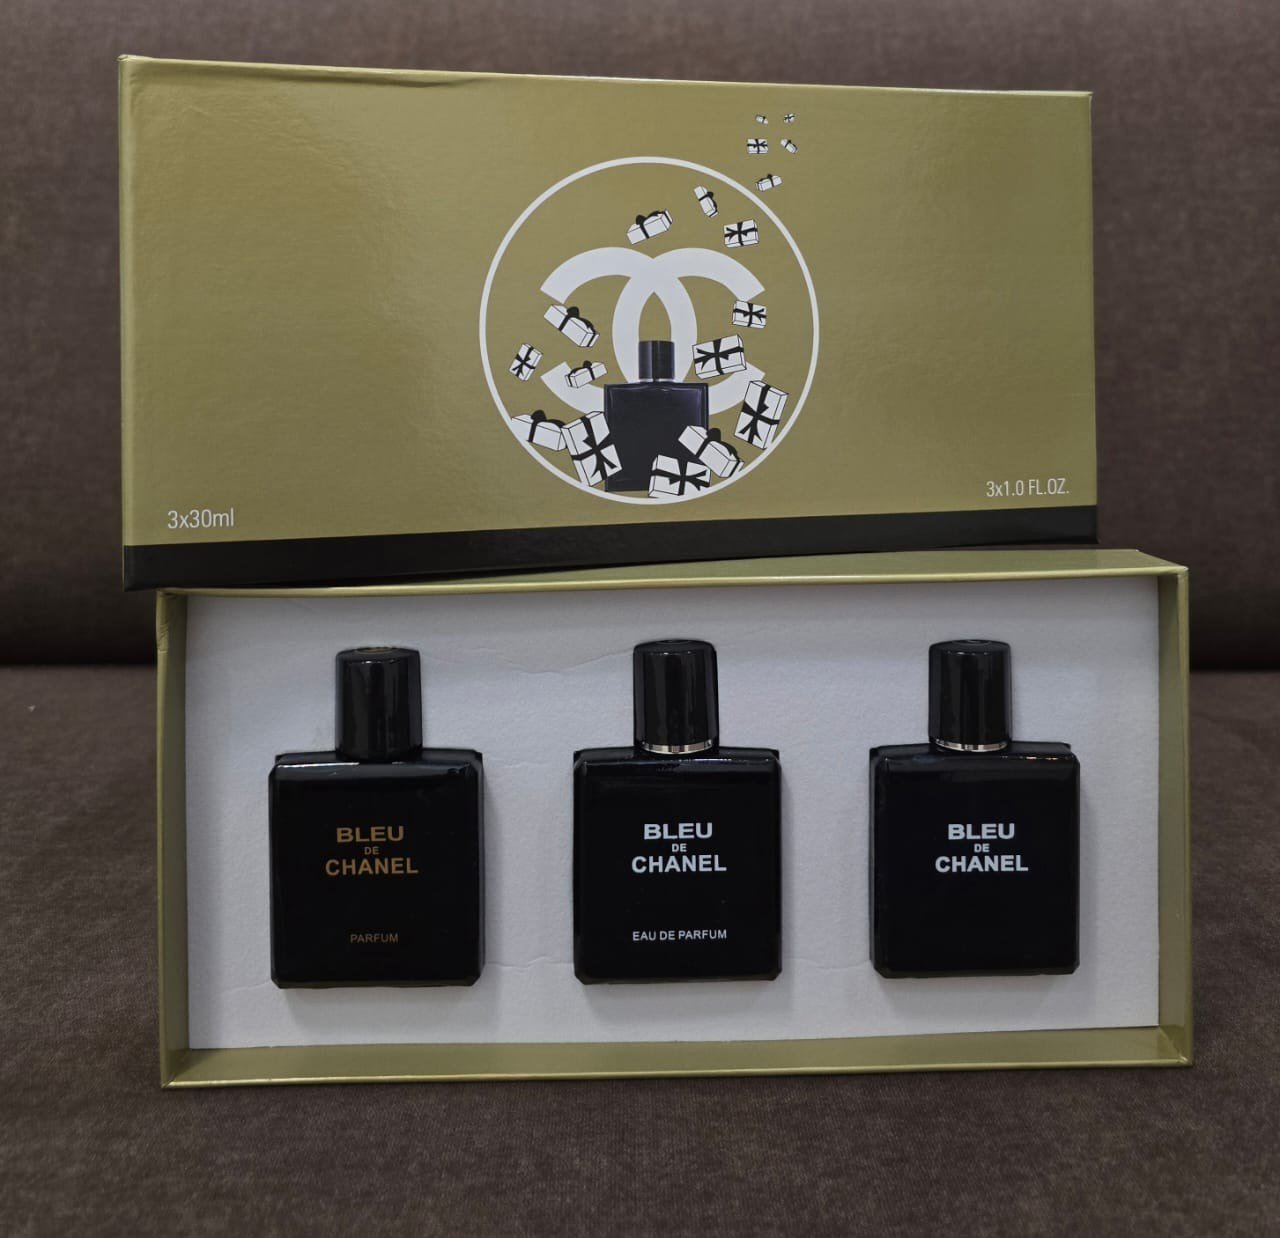 3x30ml
3x1.0 FL.OZ.
BLEU
DE
CHANEL
PARFUM
BLEU
DE
CHANEL
EAU DE PARFUM
BLEU
DE
CHANEL